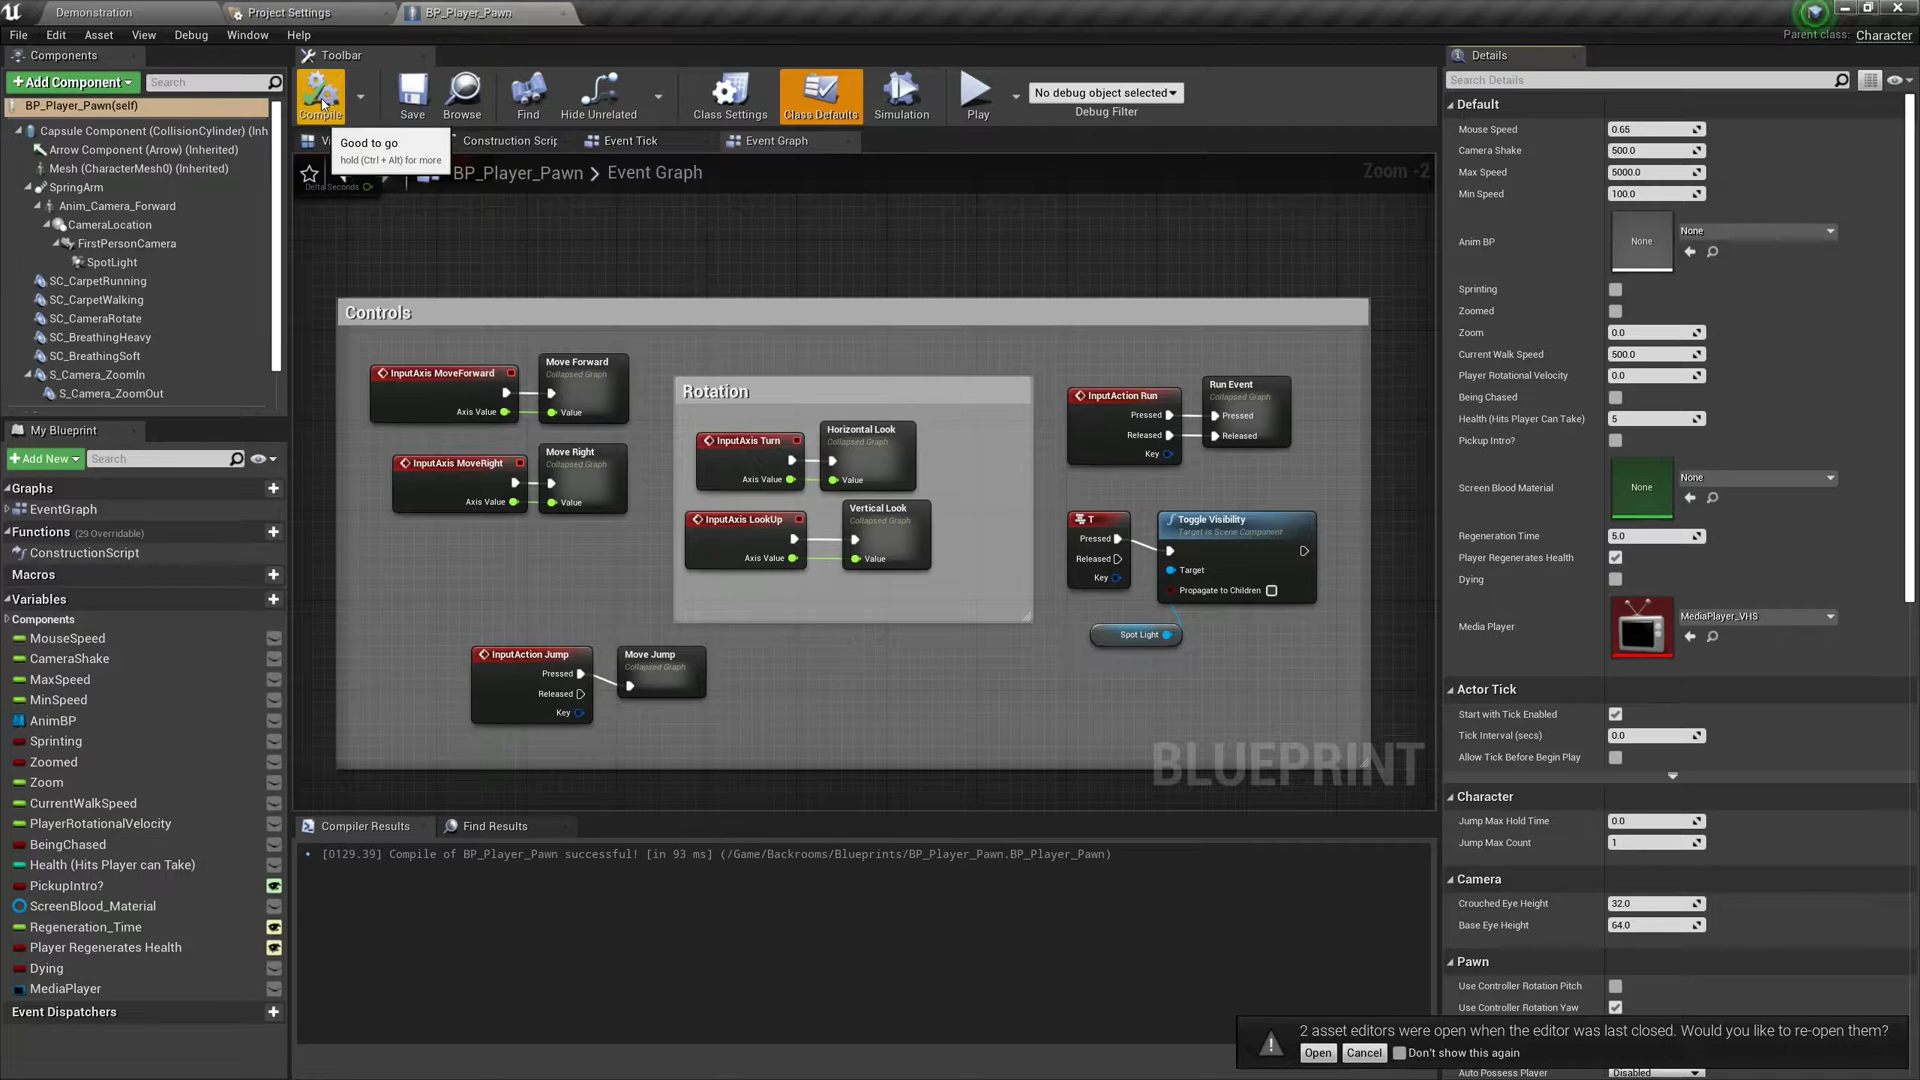 Demonstration
Project Settings
BP_Player_Pawn
File Edit Asset View Debug Window Help
Parent class: Character
Components
+Add Component
Search
BP_Player_Pawn(self)
Capsule Component (CollisionCylinder) (Inh
Arrow Component (Arrow) (Inherited)
Mesh (CharacterMesh0) (Inherited)
SpringArm
Anim_Camera_Forward
CameraLocation
FirstPersonCamera
SpotLight
SC_CarpetRunning
SC_CarpetWalking
SC_CameraRotate
SC_BreathingHeavy
SC_BreathingSoft
S_Camera_ZoomIn
S_Camera_ZoomOut
My Blueprint
+Add New
Search
Graphs
EventGraph
Functions (29 Overridable)
ConstructionScript
Macros
Variables
Components
MouseSpeed
CameraShake
MaxSpeed
MinSpeed
AnimBP
Sprinting
Zoomed
Zoom
CurrentWalkSpeed
PlayerRotationalVelocity
BeingChased
Health (Hits Player can Take)
PickupIntro?
ScreenBlood_Material
Regeneration_Time
Player Regenerates Health
Dying
MediaPlayer
Event Dispatchers
Toolbar
Compile
Save
Browse
Find
Hide Unrelated
Class Settings
Class Defaults
Simulation
Play
No debug object selected
Debug Filter
Good to go
hold (Ctrl + Alt) for more
Construction Scrip
Event Tick
Event Graph
BP_Player_Pawn > Event Graph
Zoom -2
Delta Seconds
Controls
InputAxis MoveForward
Axis Value
Move Forward
Collapsed Graph
Value
InputAxis MoveRight
Axis Value
Move Right
Collapsed Graph
Value
Rotation
InputAxis Turn
Axis Value
Horizontal Look
Collapsed Graph
Value
InputAxis LookUp
Axis Value
Vertical Look
Collapsed Graph
Value
InputAction Run
Pressed
Released
Key
Run Event
Collapsed Graph
Pressed
Released
T
Pressed
Released
Key
Toggle Visibility
Target is Scene Component
Target
Propagate to Children
Spot Light
InputAction Jump
Pressed
Released
Key
Move Jump
Collapsed Graph
BLUEPRINT
Compiler Results
Find Results
[0129.39] Compile of BP_Player_Pawn successful! [in 93 ms] (/Game/Backrooms/Blueprints/BP_Player_Pawn.BP_Player_Pawn)
Details
Search Details
Default
Mouse Speed 0.65
Camera Shake 500.0
Max Speed 5000.0
Min Speed 100.0
Anim BP None None
Sprinting
Zoomed
Zoom 0.0
Current Walk Speed 500.0
Player Rotational Velocity 0.0
Being Chased
Health (Hits Player Can Take) 5
Pickup Intro?
Screen Blood Material None None
Regeneration Time 5.0
Player Regenerates Health
Dying
Media Player MediaPlayer_VHS
Actor Tick
Start with Tick Enabled
Tick Interval (secs) 0.0
Allow Tick Before Begin Play
Character
Jump Max Hold Time 0.0
Jump Max Count 1
Camera
Crouched Eye Height 32.0
Base Eye Height 64.0
Pawn
Use Controller Rotation Pitch
Use Controller Rotation Yaw
2 asset editors were open when the editor was last closed. Would you like to re-open them?
Open Cancel Don't show this again
Auto Possess Player Disabled